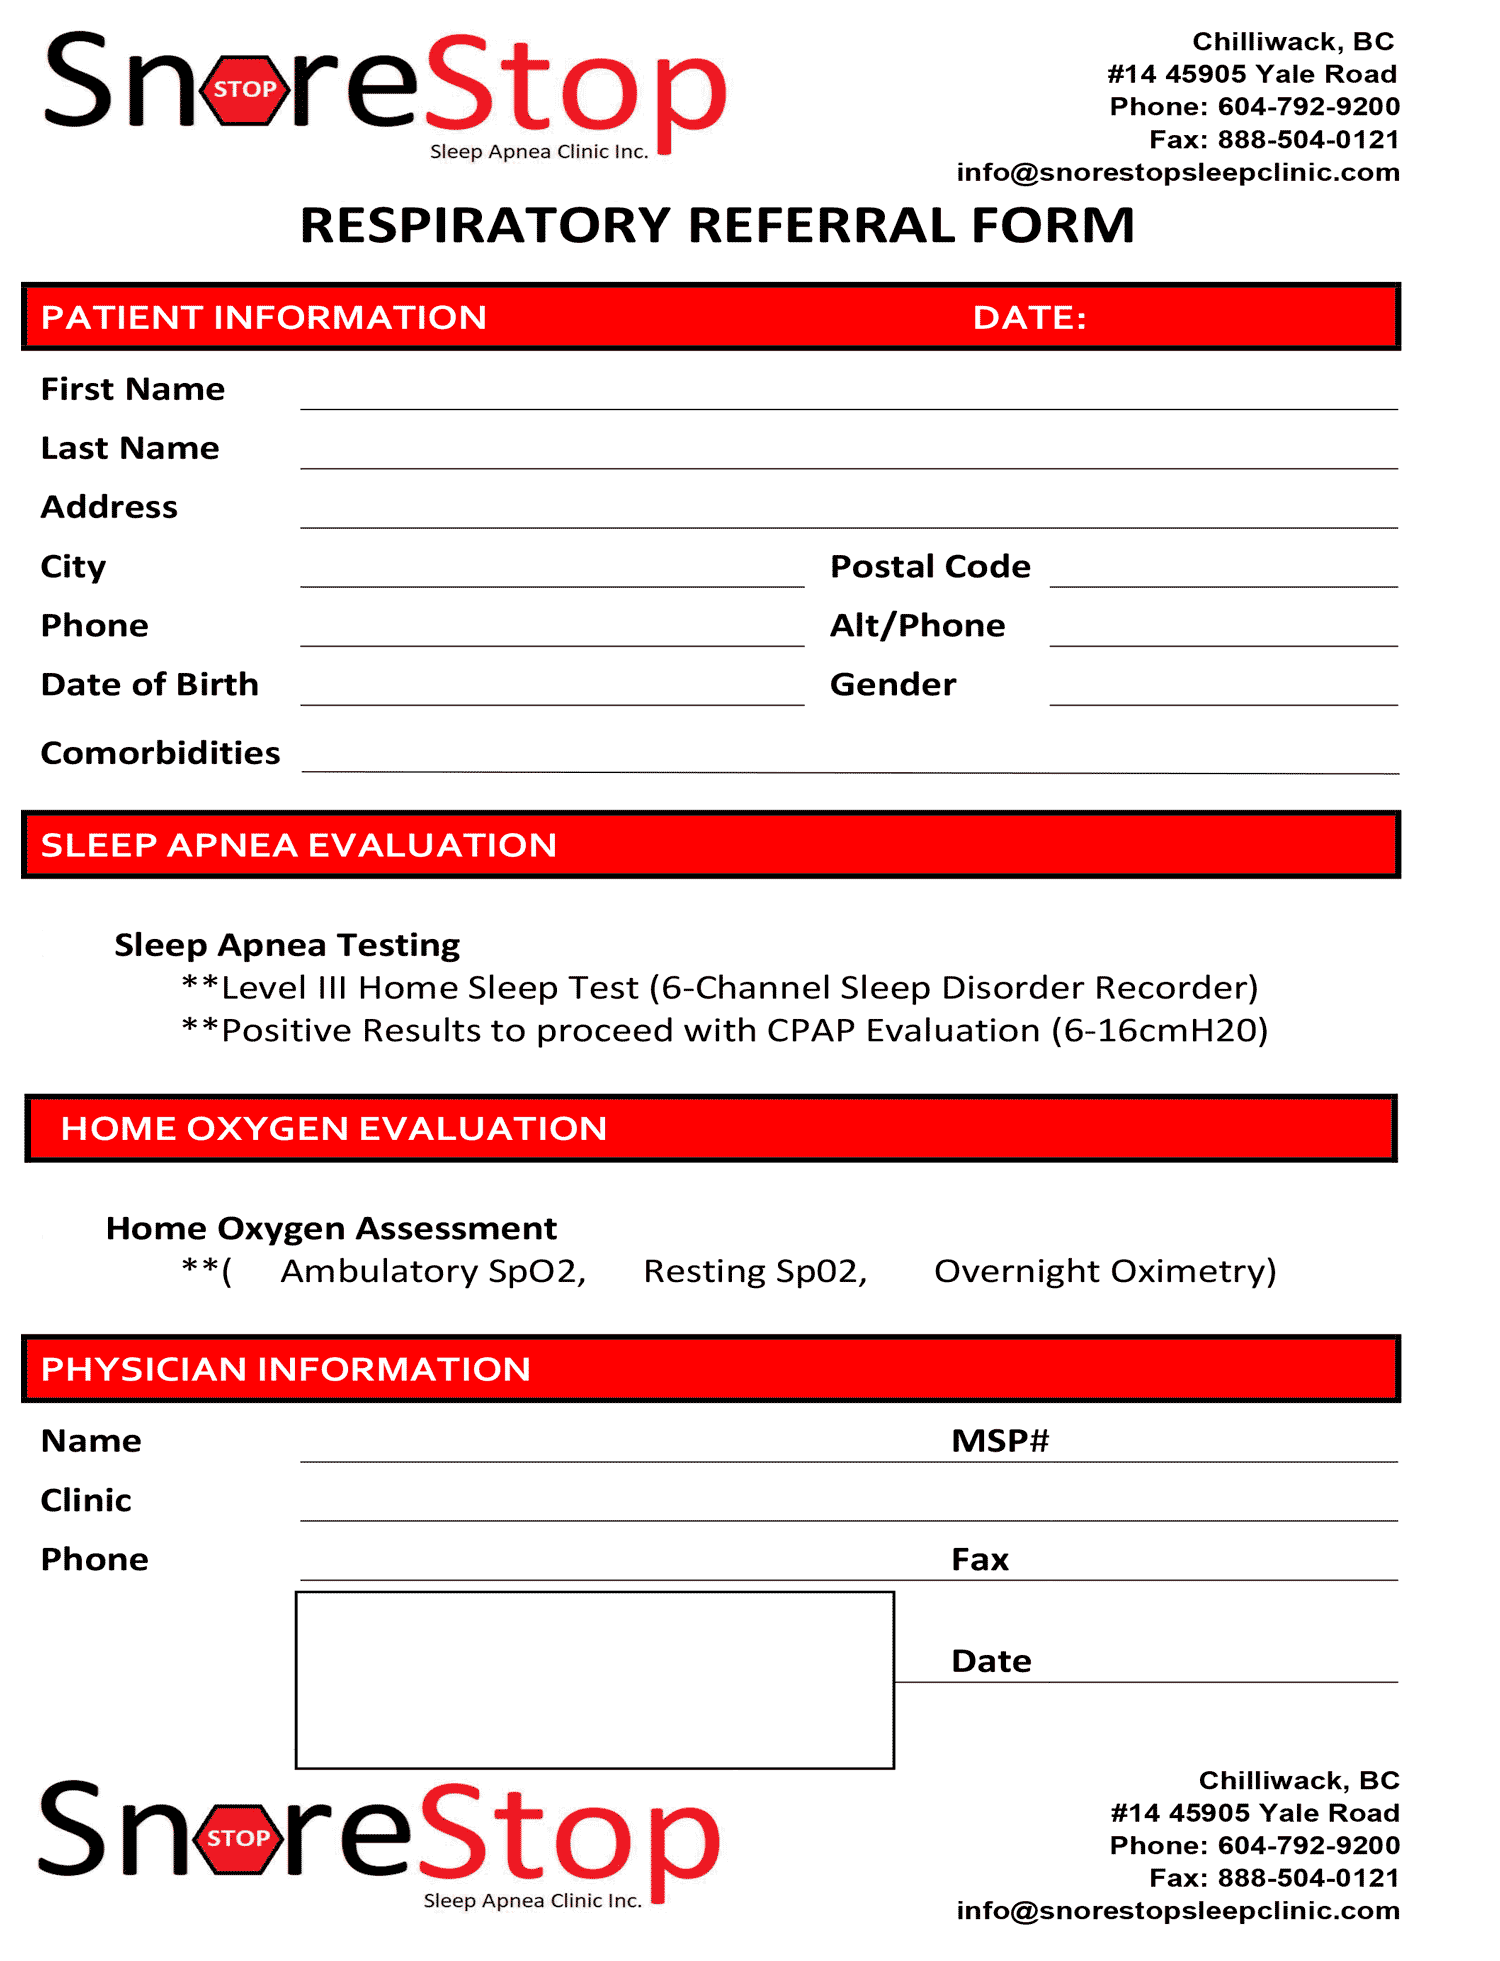 SnoreStop
STOP
Sleep Apnea Clinic Inc.
Chilliwack, BC
#14 45905 Yale Road
Phone: 604-792-9200
Fax: 888-504-0121
info@snorestopsleepclinic.com
RESPIRATORY REFERRAL FORM
PATIENT INFORMATION DATE:
First Name
Last Name
Address
City Postal Code
Phone Alt/Phone
Date of Birth Gender
Comorbidities
SLEEP APNEA EVALUATION
Sleep Apnea Testing
**Level III Home Sleep Test (6-Channel Sleep Disorder Recorder)
**Positive Results to proceed with CPAP Evaluation (6-16cmH20)
HOME OXYGEN EVALUATION
Home Oxygen Assessment
**( Ambulatory SpO2, Resting Sp02, Overnight Oximetry)
PHYSICIAN INFORMATION
Name MSP#
Clinic
Phone Fax
Date
SnoreStop
STOP
Sleep Apnea Clinic Inc.
Chilliwack, BC
#14 45905 Yale Road
Phone: 604-792-9200
Fax: 888-504-0121
info@snorestopsleepclinic.com